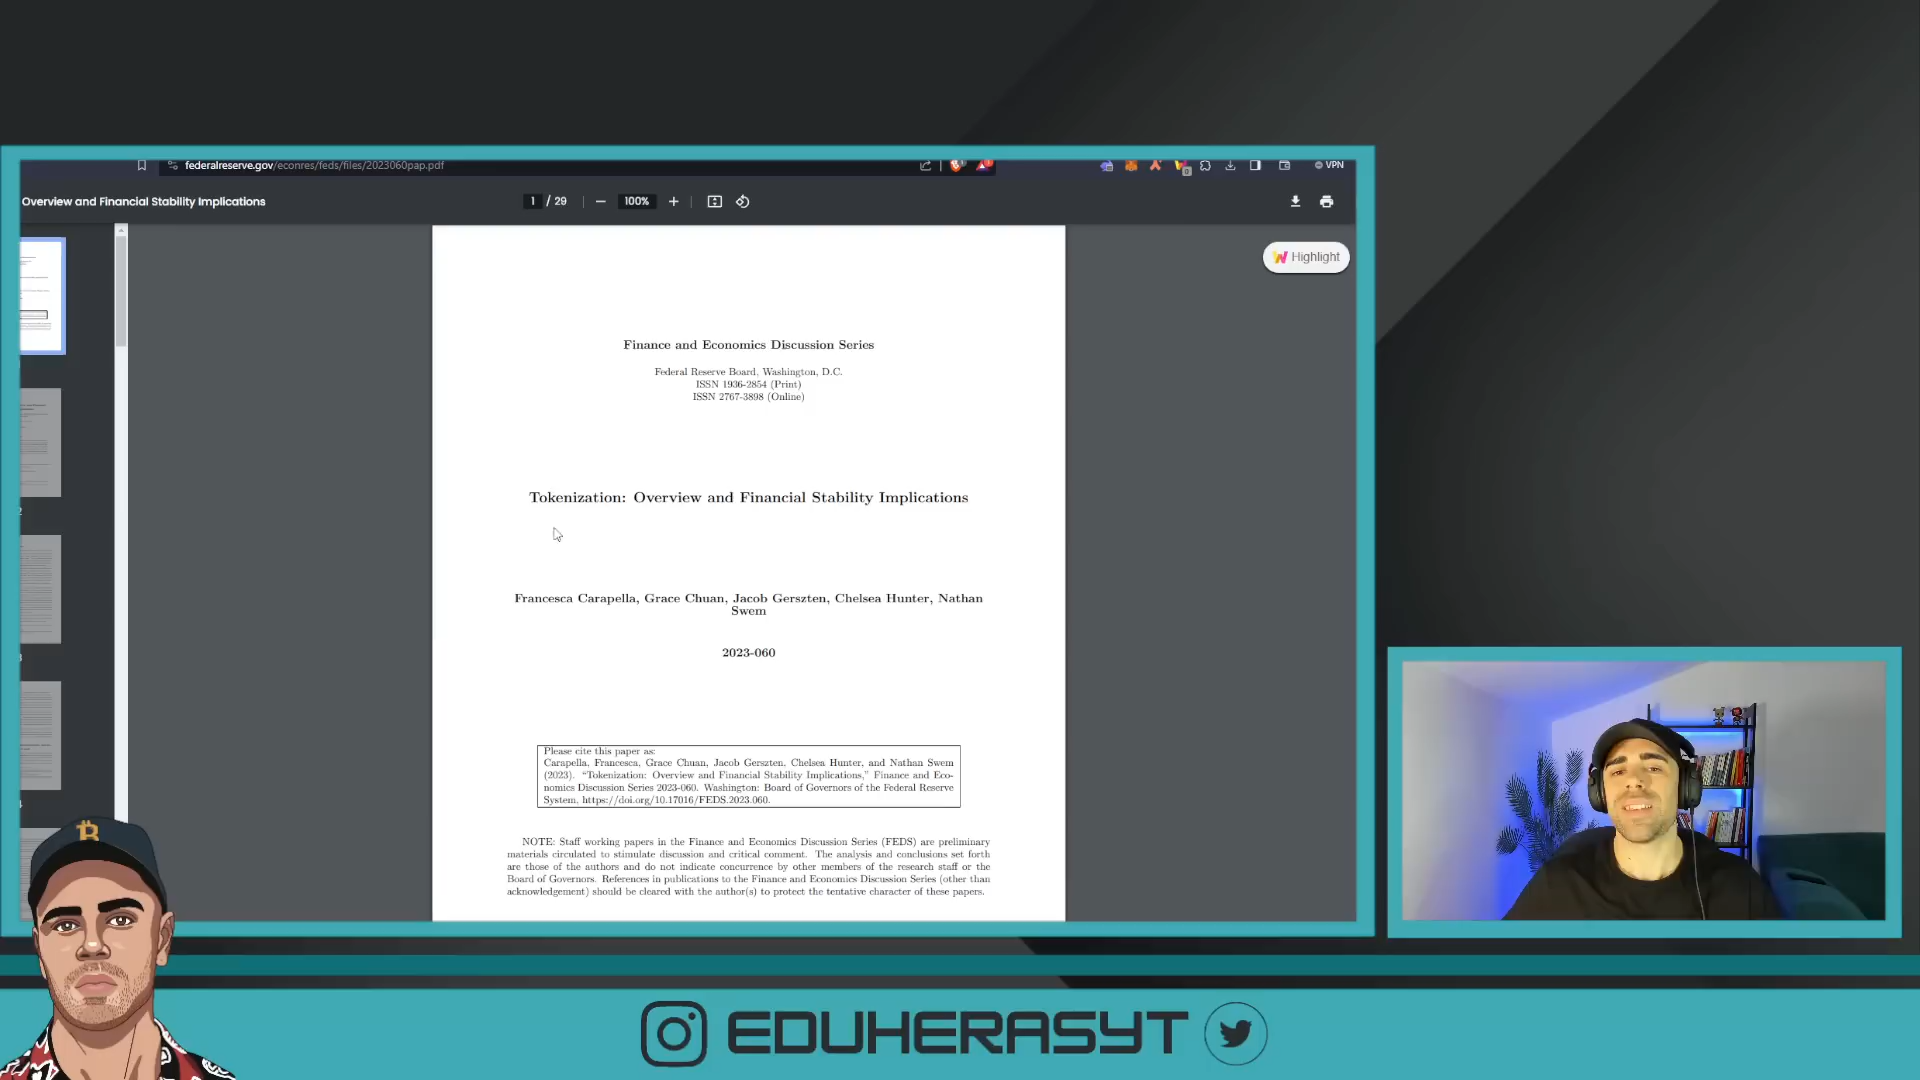 federalreserve.gov/econres/feds/files/2023060pap.pdf
VPN
Overview and Financial Stability Implications
1 / 29
100%
Highlight
Finance and Economics Discussion Series
Federal Reserve Board, Washington, D.C.
ISSN 1936-2854 (Print)
ISSN 2767-3898 (Online)
Tokenization: Overview and Financial Stability Implications
Francesca Carapella, Grace Chuan, Jacob Gerszten, Chelsea Hunter, Nathan
Swem
2023-060
Please cite this paper as:
Carapella, Francesca, Grace Chuan, Jacob Gerszten, Chelsea Hunter, and Nathan Swem
(2023). “Tokenization: Overview and Financial Stability Implications,” Finance and Eco-
nomics Discussion Series 2023-060. Washington: Board of Governors of the Federal Reserve
System, https://doi.org/10.17016/FEDS.2023.060.
NOTE: Staff working papers in the Finance and Economics Discussion Series (FEDS) are preliminary
materials circulated to stimulate discussion and critical comment. The analysis and conclusions set forth
are those of the authors and do not indicate concurrence by other members of the research staff or the
Board of Governors. References in publications to the Finance and Economics Discussion Series (other than
acknowledgement) should be cleared with the author(s) to protect the tentative character of these papers.
EDUHERASYT